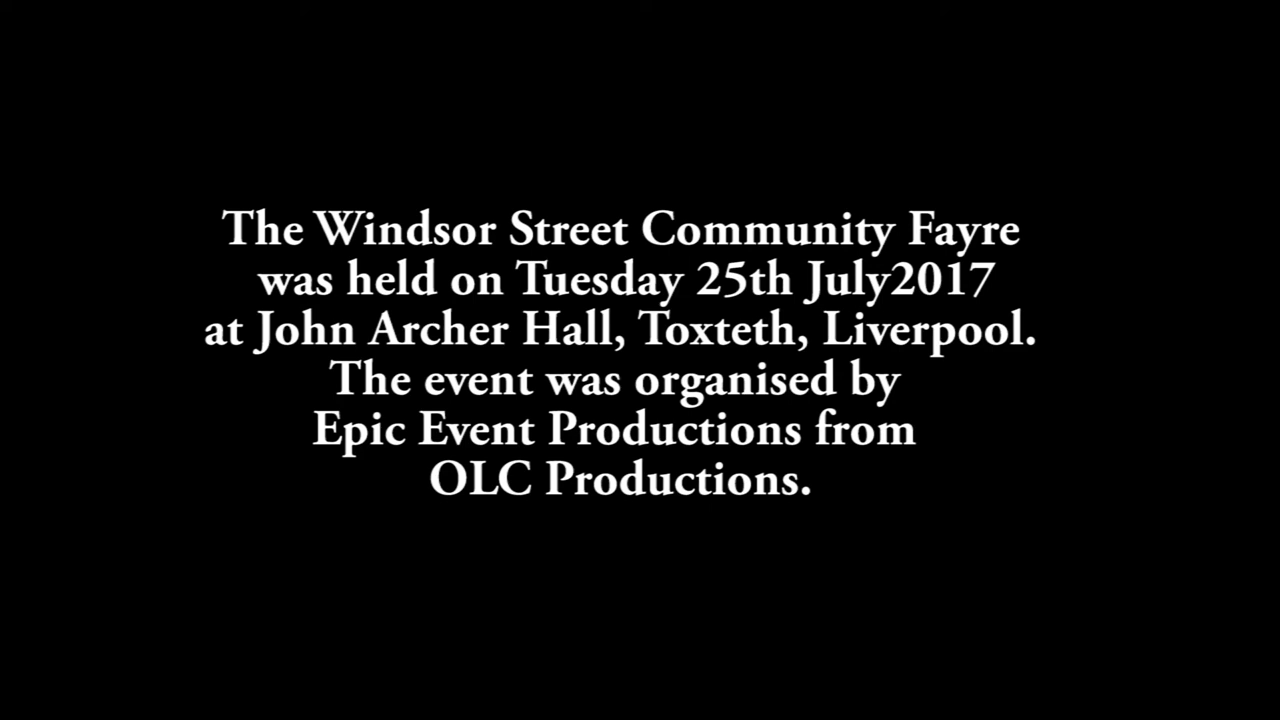 The Windsor Street Community Fayre
was held on Tuesday 25th July2017
at John Archer Hall, Toxteth, Liverpool.
The event was organised by
Epic Event Productions from
OLC Productions.